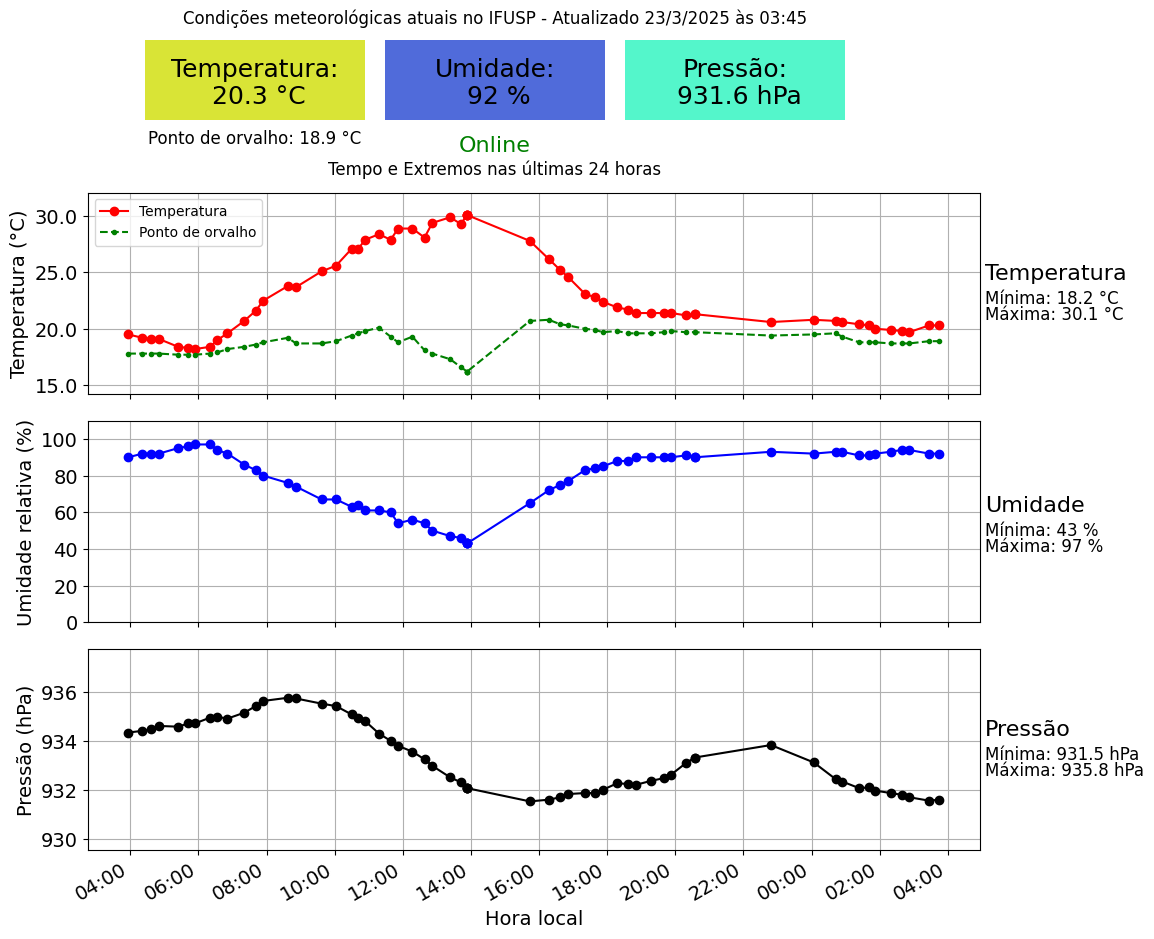 Condições meteorológicas atuais no IFUSP - Atualizado 23/3/2025 às 03:45
Temperatura:
20.3 °C
Umidade:
92 %
Pressão:
931.6 hPa
Ponto de orvalho: 18.9 °C
Online
Tempo e Extremos nas últimas 24 horas
Temperatura (°C)
30.0
25.0
20.0
15.0
Temperatura
Ponto de orvalho
Temperatura
Mínima: 18.2 °C
Máxima: 30.1 °C
Umidade relativa (%)
100
80
60
40
20
0
Umidade
Mínima: 43 %
Máxima: 97 %
Pressão (hPa)
936
934
932
930
Pressão
Mínima: 931.5 hPa
Máxima: 935.8 hPa
04:00 06:00 08:00 10:00 12:00 14:00 16:00 18:00 20:00 22:00 00:00 02:00 04:00
Hora local